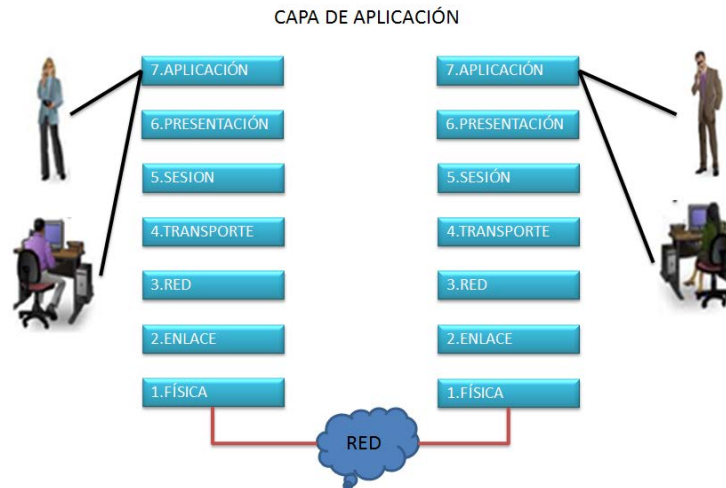 CAPA DE APLICACIÓN
7.APLICACIÓN
6.PRESENTACIÓN
5.SESION
4.TRANSPORTE
3.RED
2.ENLACE
1.FÍSICA
7.APLICACIÓN
6.PRESENTACIÓN
5.SESIÓN
4.TRANSPORTE
3.RED
2.ENLACE
1.FÍSICA
RED